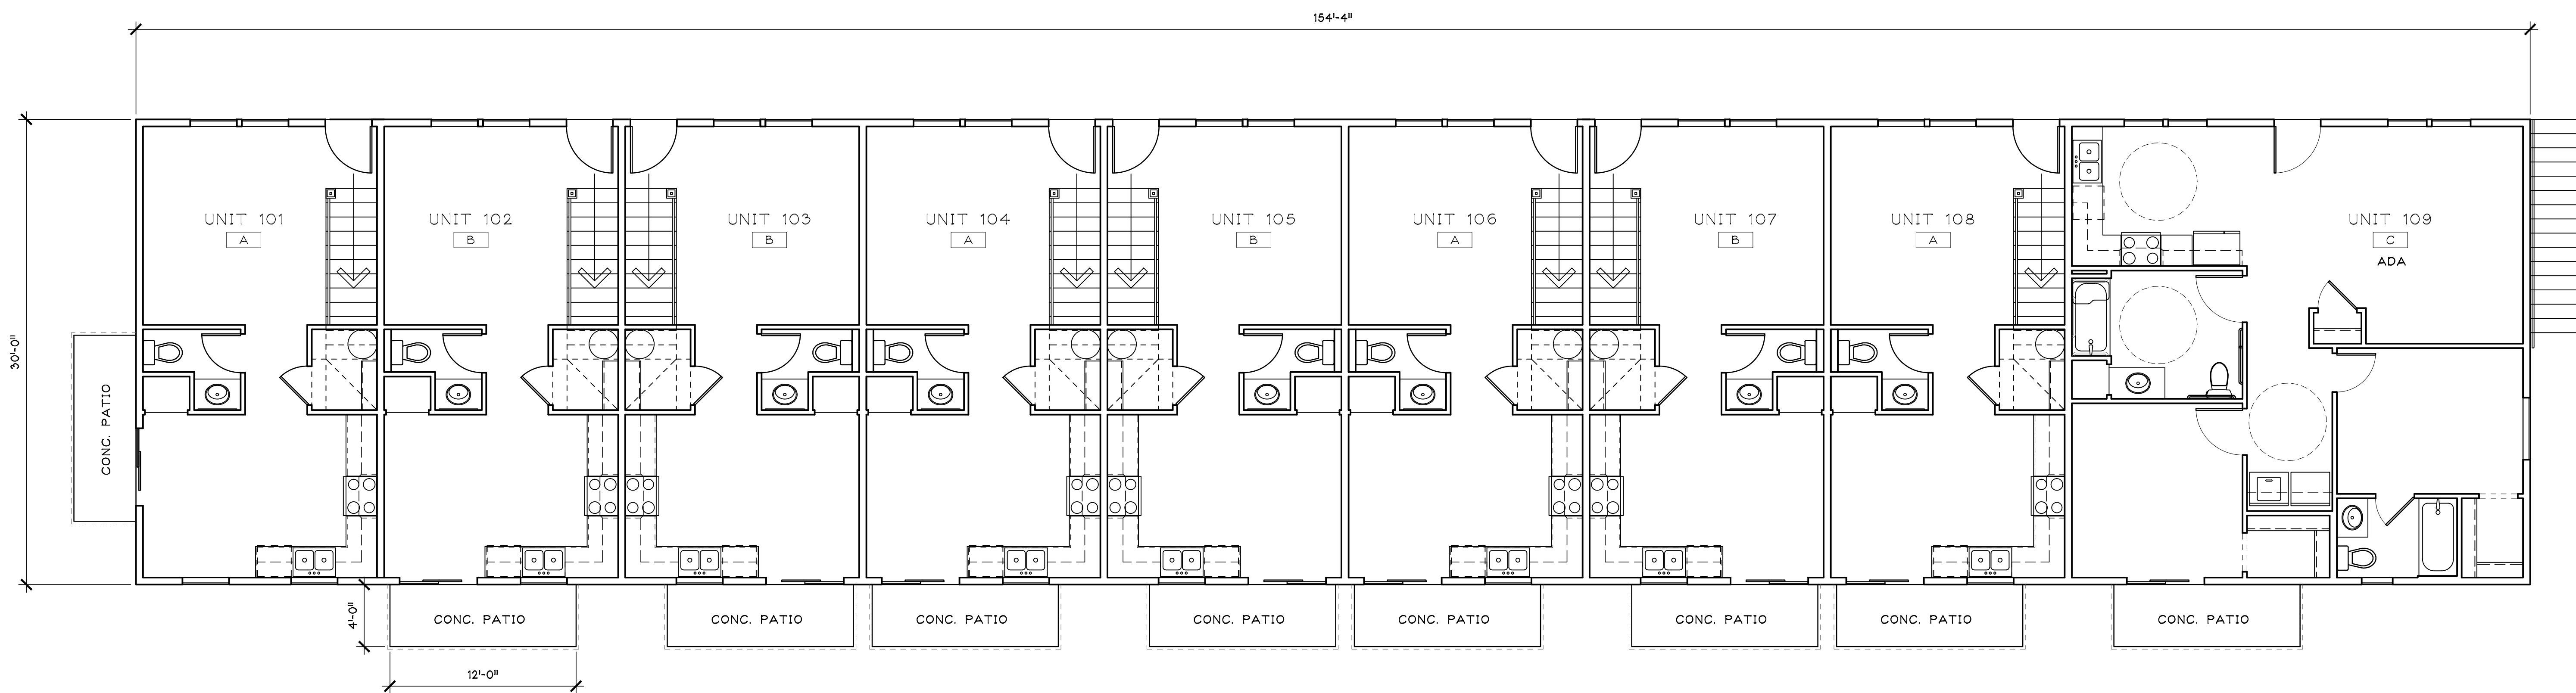 154'-4"
30'-0"
UNIT 101
A
UNIT 102
B
UNIT 103
B
UNIT 104
A
UNIT 105
B
UNIT 106
A
UNIT 107
B
UNIT 108
A
UNIT 109
C
ADA
CONC. PATIO
4'-0"
CONC. PATIO
CONC. PATIO
CONC. PATIO
CONC. PATIO
CONC. PATIO
CONC. PATIO
CONC. PATIO
CONC. PATIO
12'-0"